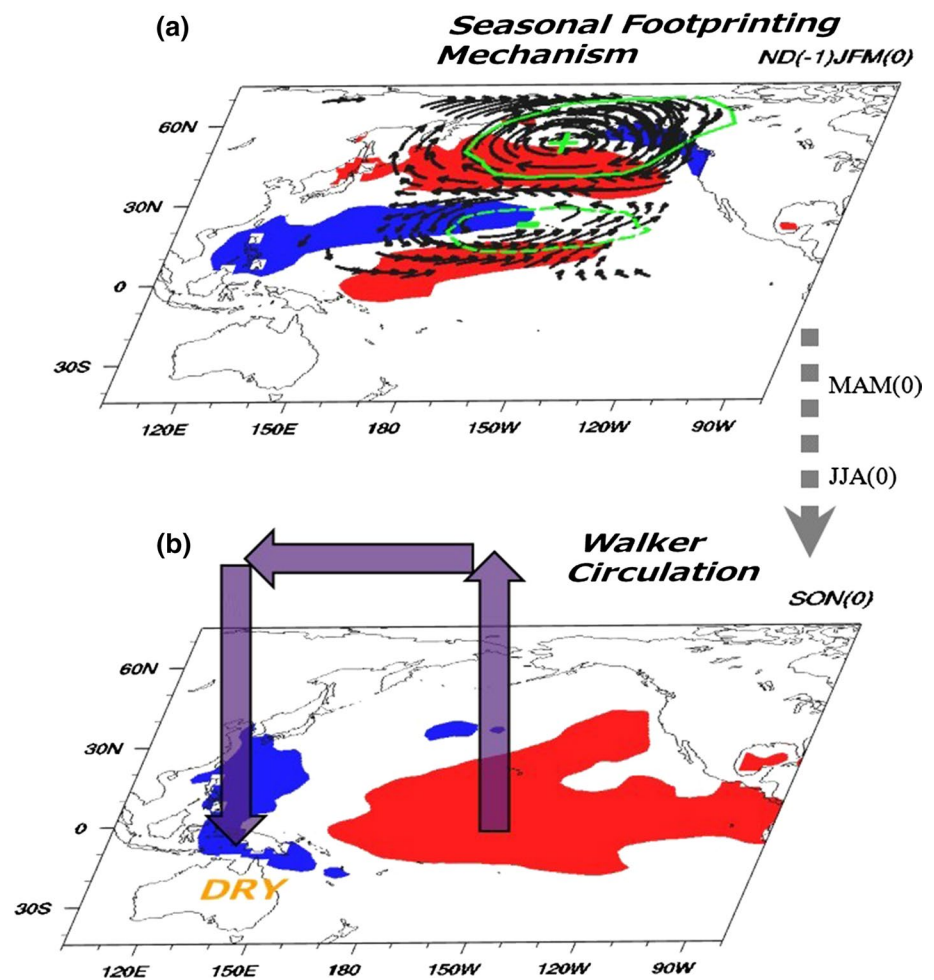 (a)
Seasonal Footprinting
Mechanism
ND(-1)JFM(0)
60N
+
30N
-
0
30S
120E 150E 180 150W 120W 90W
MAM(0)
JJA(0)
(b)
Walker
Circulation
SON(0)
60N
30N
0
DRY
30S
120E 150E 180 150W 120W 90W